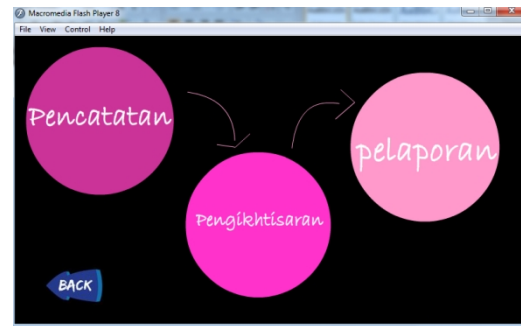 Macromedia Flash Player 8
File View Control Help
Pencatatan
Pengikhtisaran
pelaporan
BACK